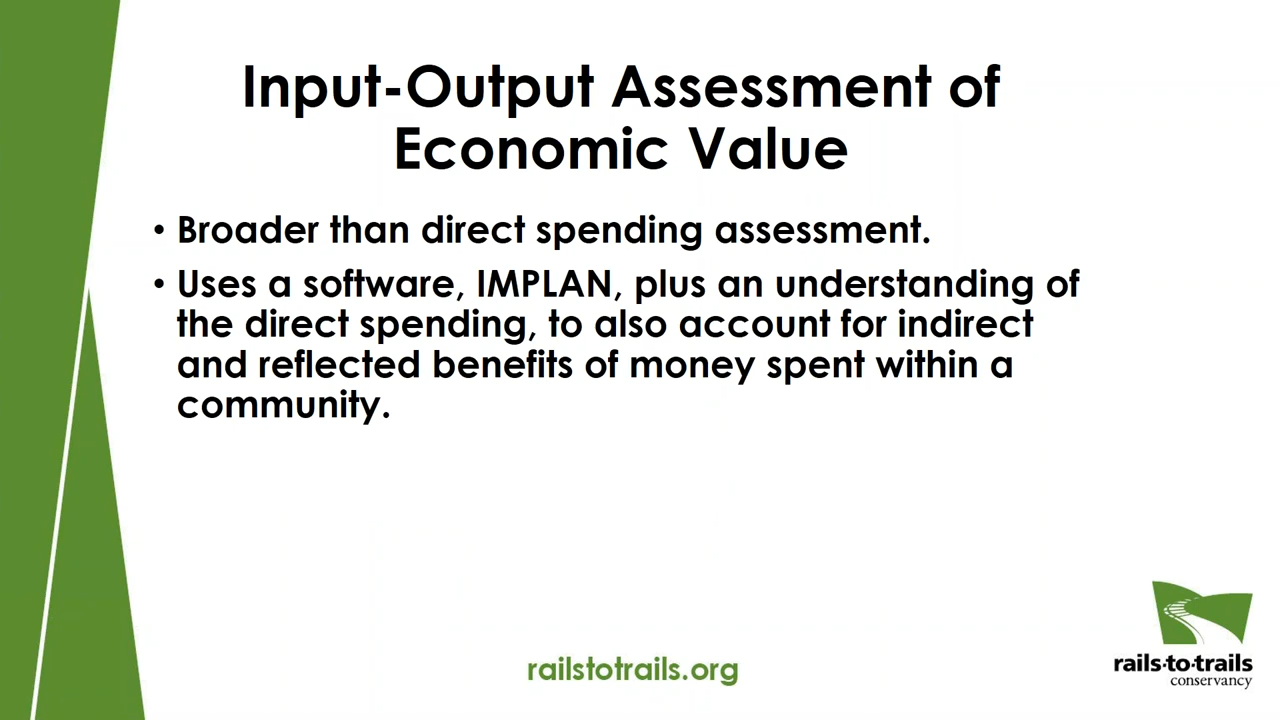 Input-Output Assessment of
Economic Value
• Broader than direct spending assessment.
• Uses a software, IMPLAN, plus an understanding of
the direct spending, to also account for indirect
and reflected benefits of money spent within a
community.
railstotrails.org
rails·to·trails
conservancy